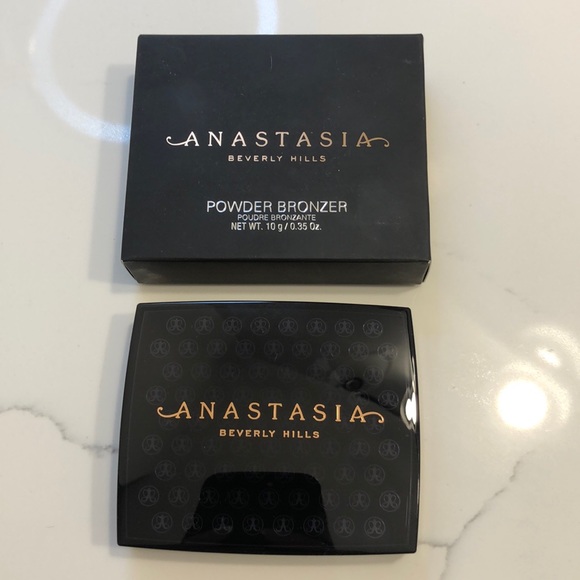 ANASTASIA
BEVERLY HILLS
POWDER BRONZER
POUDRE BRONZANTE
NET WT. 10 g / 0.35 Oz.
ANASTASIA
BEVERLY HILLS